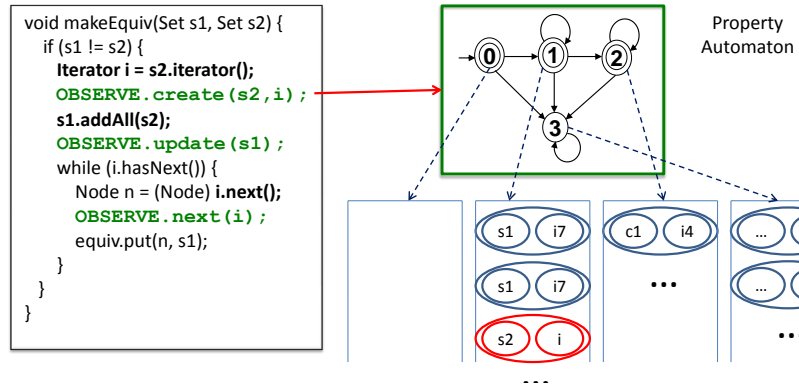 void makeEquiv(Set s1, Set s2) {
if (s1 != s2) {
Iterator i = s2.iterator();
OBSERVE.create(s2,i);
s1.addAll(s2);
OBSERVE.update(s1);
while (i.hasNext()) {
Node n = (Node) i.next();
OBSERVE.next(i);
equiv.put(n, s1);
}
}
}
Property
Automaton
0 1 2
3
s1 i7 c1 i4 ...
s1 i7 ... ...
s2 i ...
...